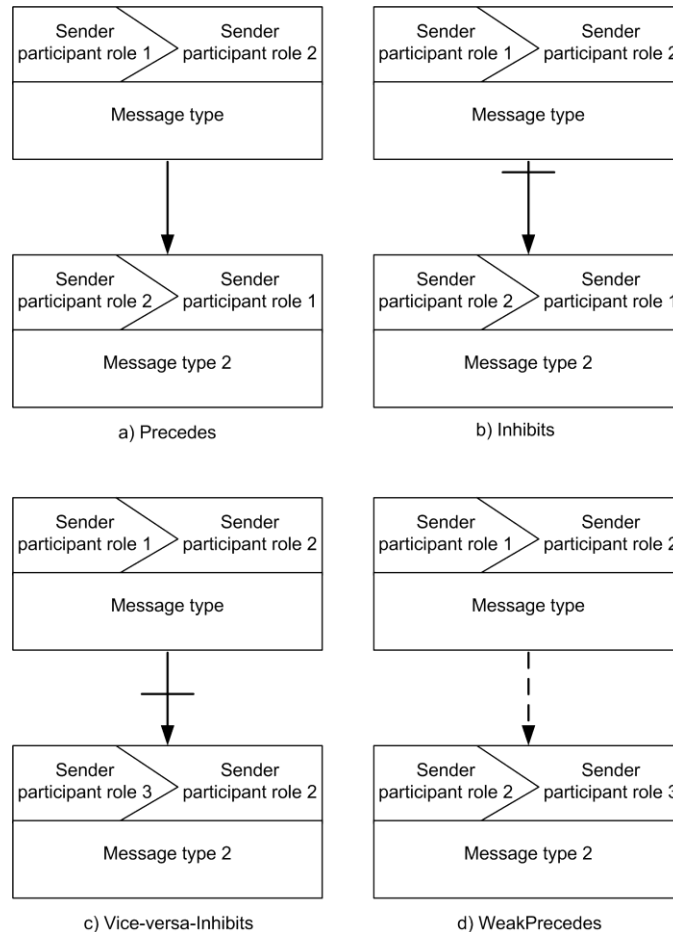 Sender
participant role 1
Sender
participant role 2
Message type
Sender
participant role 2
Sender
participant role 1
Message type 2
a) Precedes
Sender
participant role 1
Sender
participant role 2
Message type
Sender
participant role 2
Sender
participant role 1
Message type 2
b) Inhibits
Sender
participant role 1
Sender
participant role 2
Message type
Sender
participant role 3
Sender
participant role 2
Message type 2
c) Vice-versa-Inhibits
Sender
participant role 1
Sender
participant role 2
Message type
Sender
participant role 2
Sender
participant role 3
Message type 2
d) WeakPrecedes